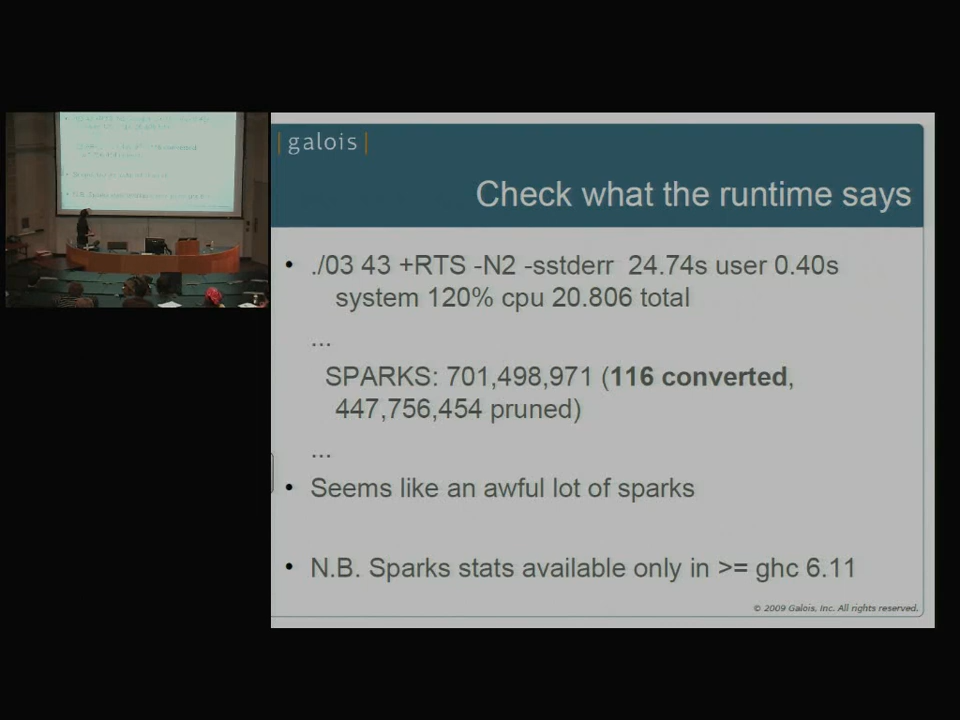 |galois|
Check what the runtime says
• ./03 43 +RTS -N2 -sstderr 24.74s user 0.40s
system 120% cpu 20.806 total
...
SPARKS: 701,498,971 (116 converted,
447,756,454 pruned)
...
• Seems like an awful lot of sparks
• N.B. Sparks stats available only in >= ghc 6.11
© 2009 Galois, Inc. All rights reserved.